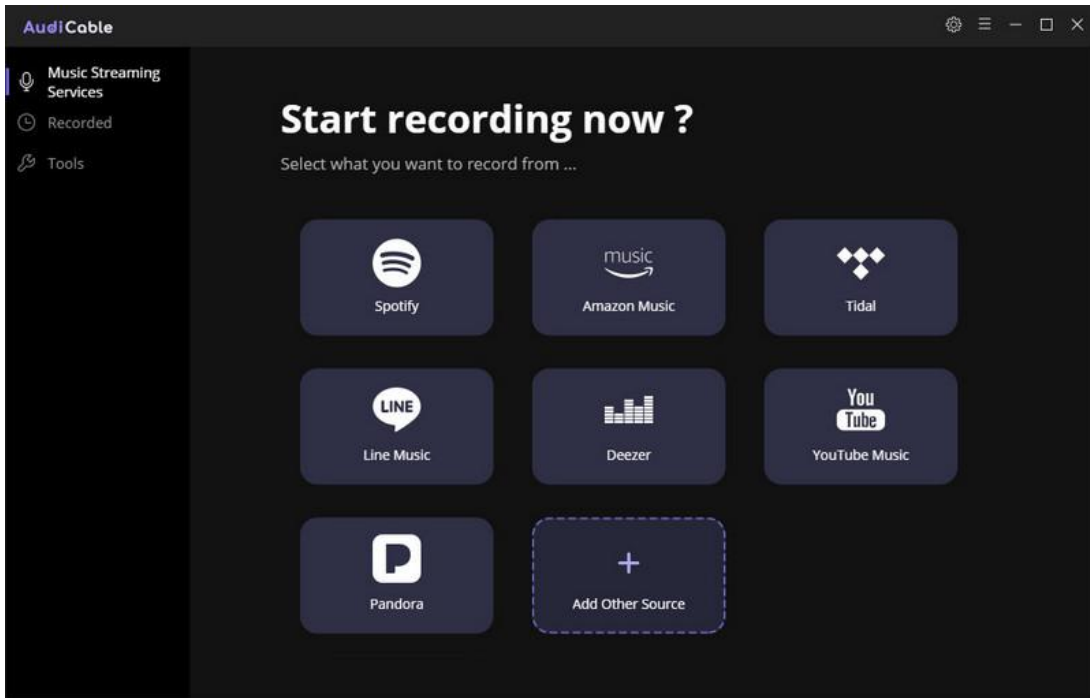 AudiCable
Music Streaming
Services
Recorded
Tools
Start recording now ?
Select what you want to record from ...
Spotify
music
Amazon Music
Tidal
LINE
Line Music
Deezer
You
Tube
YouTube Music
P
Pandora
+
Add Other Source